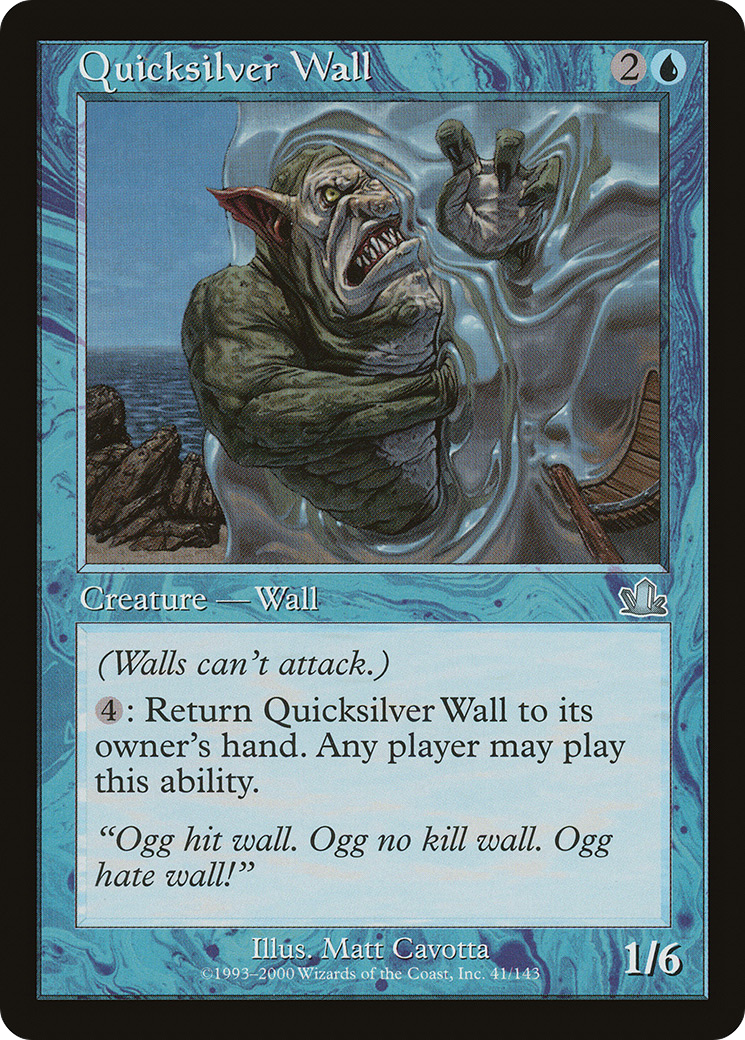 Quicksilver Wall 2
Creature — Wall
(Walls can't attack.)
4: Return Quicksilver Wall to its
owner's hand. Any player may play
this ability.
“Ogg hit wall. Ogg no kill wall. Ogg
hate wall!”
Illus. Matt Cavotta
©1993–2000 Wizards of the Coast, Inc. 41/143
1/6